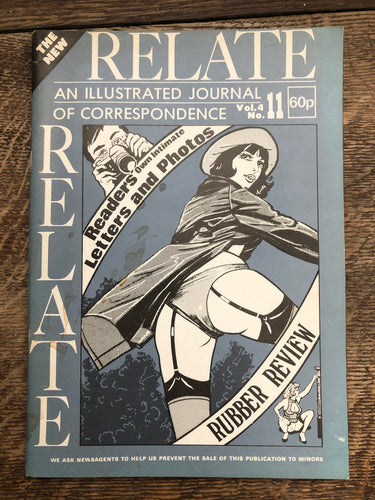 THE NEW
RELATE
AN ILLUSTRATED JOURNAL
OF CORRESPONDENCE
Vol.4
No. 11
60p
RELATE
Readers Own Intimate
Letters and Photos
RUBBER REVIEW
WE ASK NEWSAGENTS TO HELP US PREVENT THE SALE OF THIS PUBLICATION TO MINORS